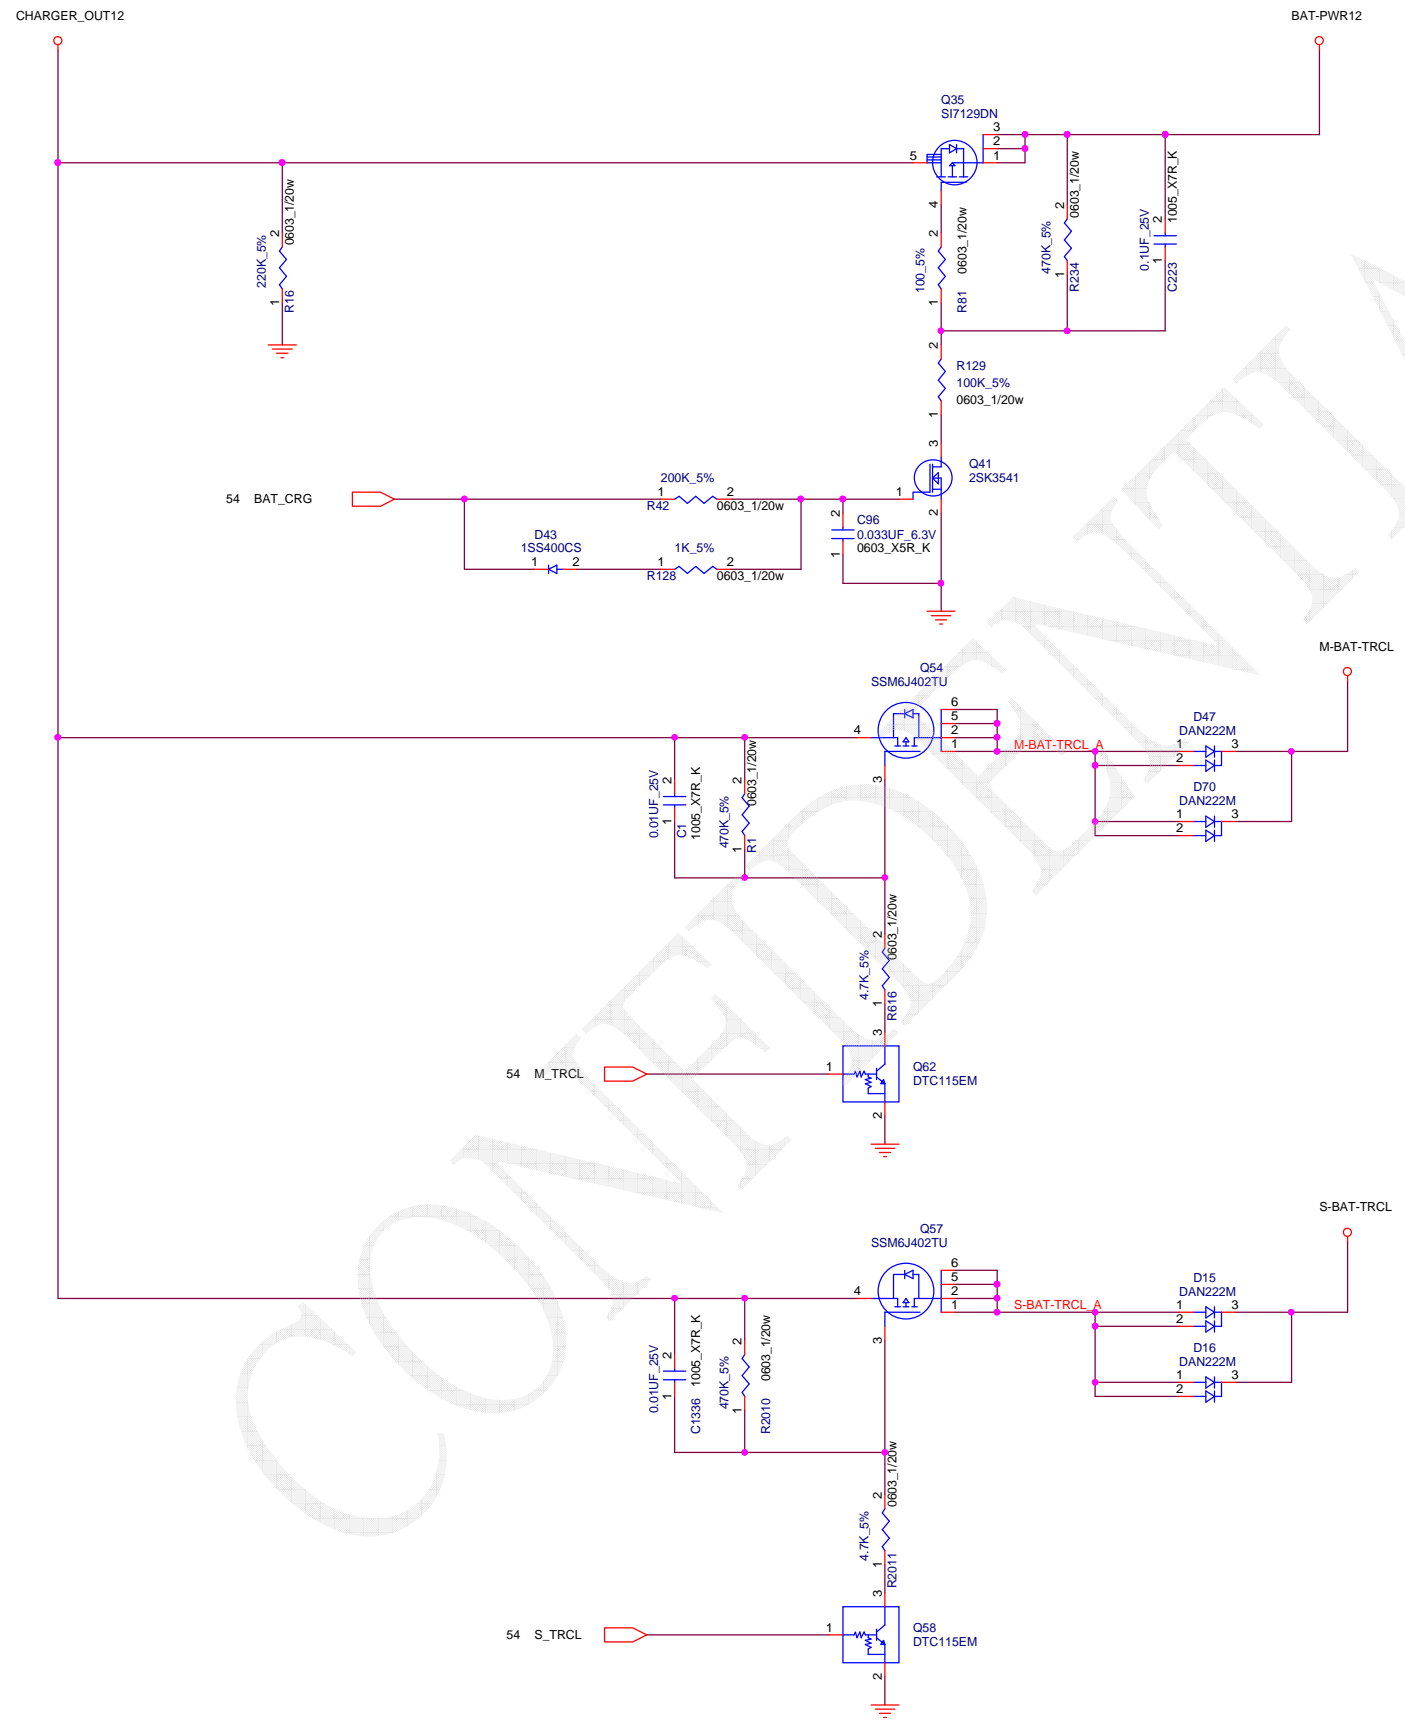 CHARGER_OUT12
BAT-PWR12
Q35
SI7129DN
5
3
2
1
4
220K_5%
2
0603_1/20w
1
R16
100_5%
2
0603_1/20w
1
R81
470K_5%
2
0603_1/20w
1
R234
0.1UF_25V
2
1005_X7R_K
1
C223
2
R129
100K_5%
0603_1/20w
1
3
Q41
2SK3541
1
2
54 BAT_CRG
200K_5%
1 2
R42 0603_1/20w
D43
1SS400CS
1 2
1K_5%
1 2
R128 0603_1/20w
2
C96
0.033UF_6.3V
0603_X5R_K
1
M-BAT-TRCL
Q54
SSM6J402TU
4
6
5
2
1
3
M-BAT-TRCL_A
D47
DAN222M
1 3
2
D70
DAN222M
1 3
2
0.01UF_25V
2
1005_X7R_K
1
C1
470K_5%
2
0603_1/20w
1
R1
4.7K_5%
2
0603_1/20w
1
R616
3
54 M_TRCL
1
Q62
DTC115EM
2
S-BAT-TRCL
Q57
SSM6J402TU
4
6
5
2
1
3
S-BAT-TRCL_A
D15
DAN222M
1 3
2
D16
DAN222M
1 3
2
0.01UF_25V
2
1005_X7R_K
1
C1336
470K_5%
2
0603_1/20w
1
R2010
4.7K_5%
2
0603_1/20w
1
R2011
3
54 S_TRCL
1
Q58
DTC115EM
2
CONFIDENTIA